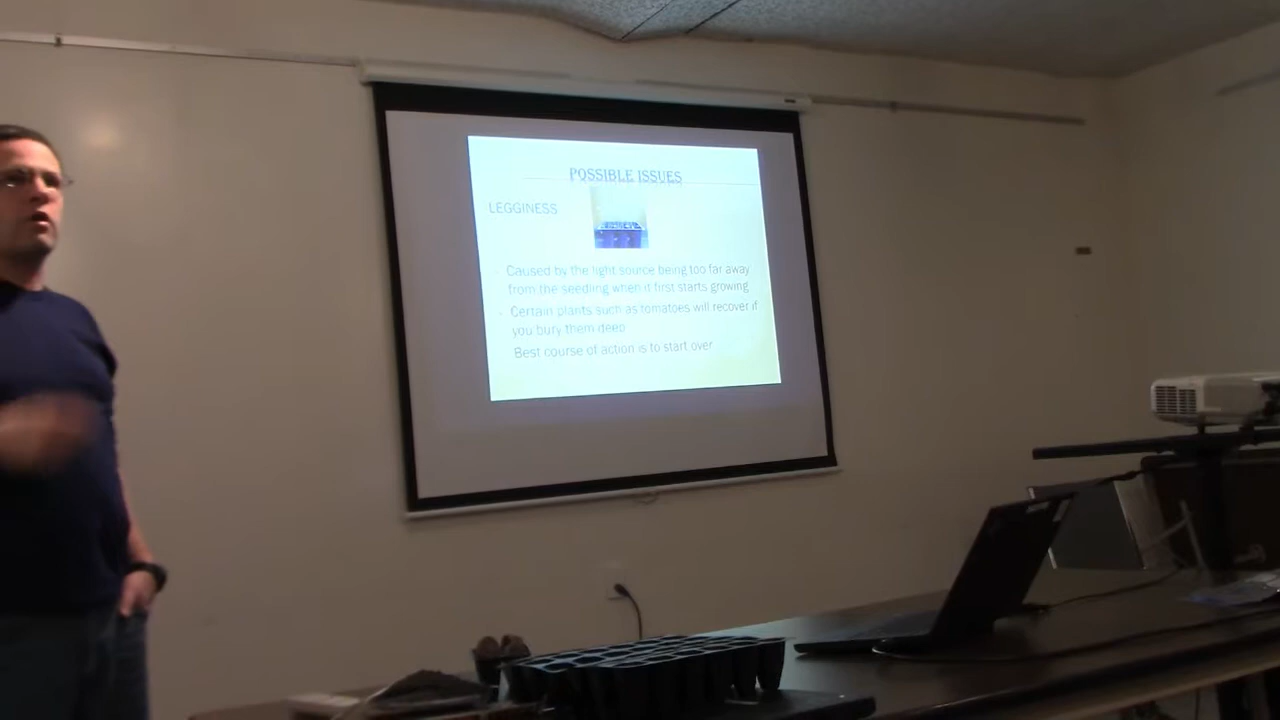 POSSIBLE ISSUES
LEGGINESS
Caused by the light source being too far away
from the seedling when it first starts growing
Certain plants such as tomatoes will recover if
you bury them deep
Best course of action is to start over